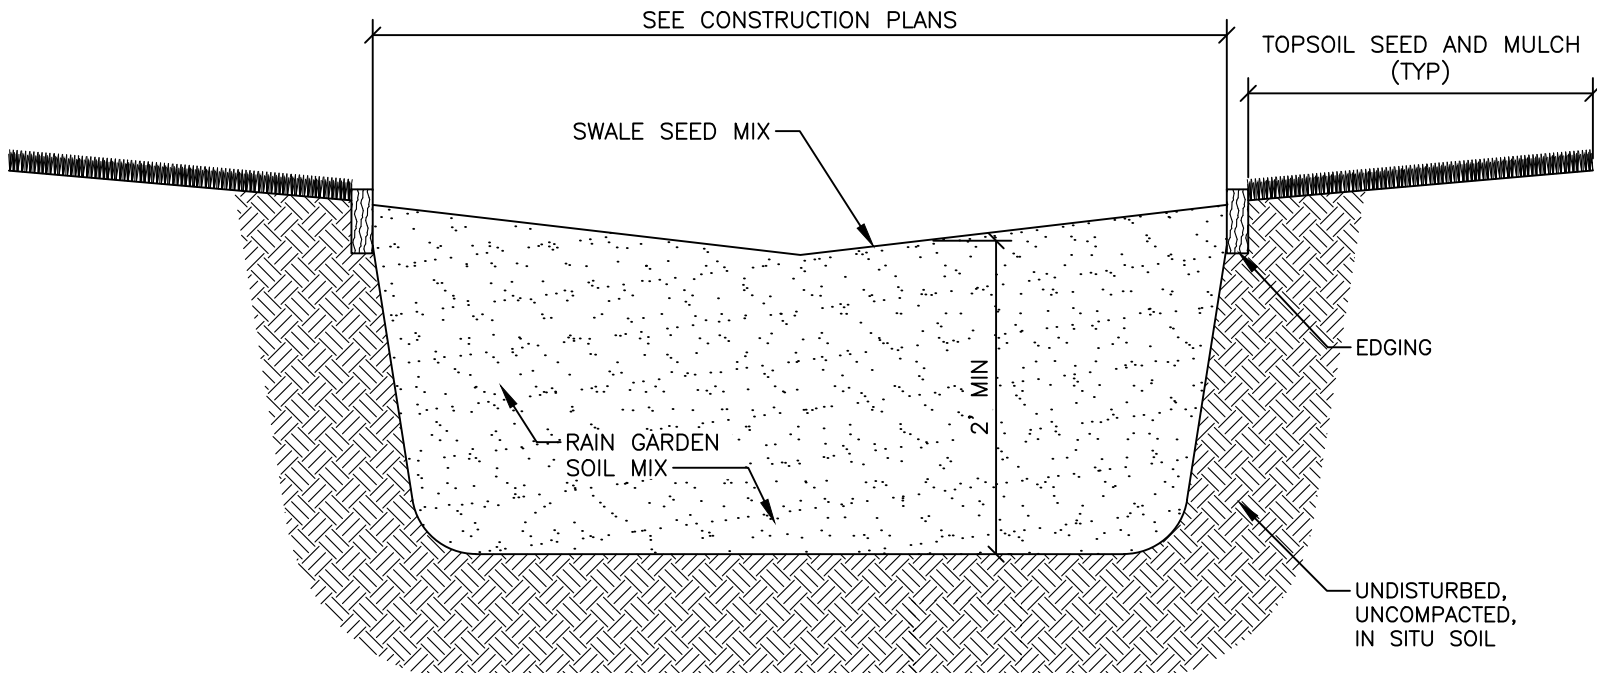 SEE CONSTRUCTION PLANS
TOPSOIL SEED AND MULCH
(TYP)
SWALE SEED MIX
EDGING
2' MIN
RAIN GARDEN
SOIL MIX
UNDISTURBED,
UNCOMPACTED,
IN SITU SOIL